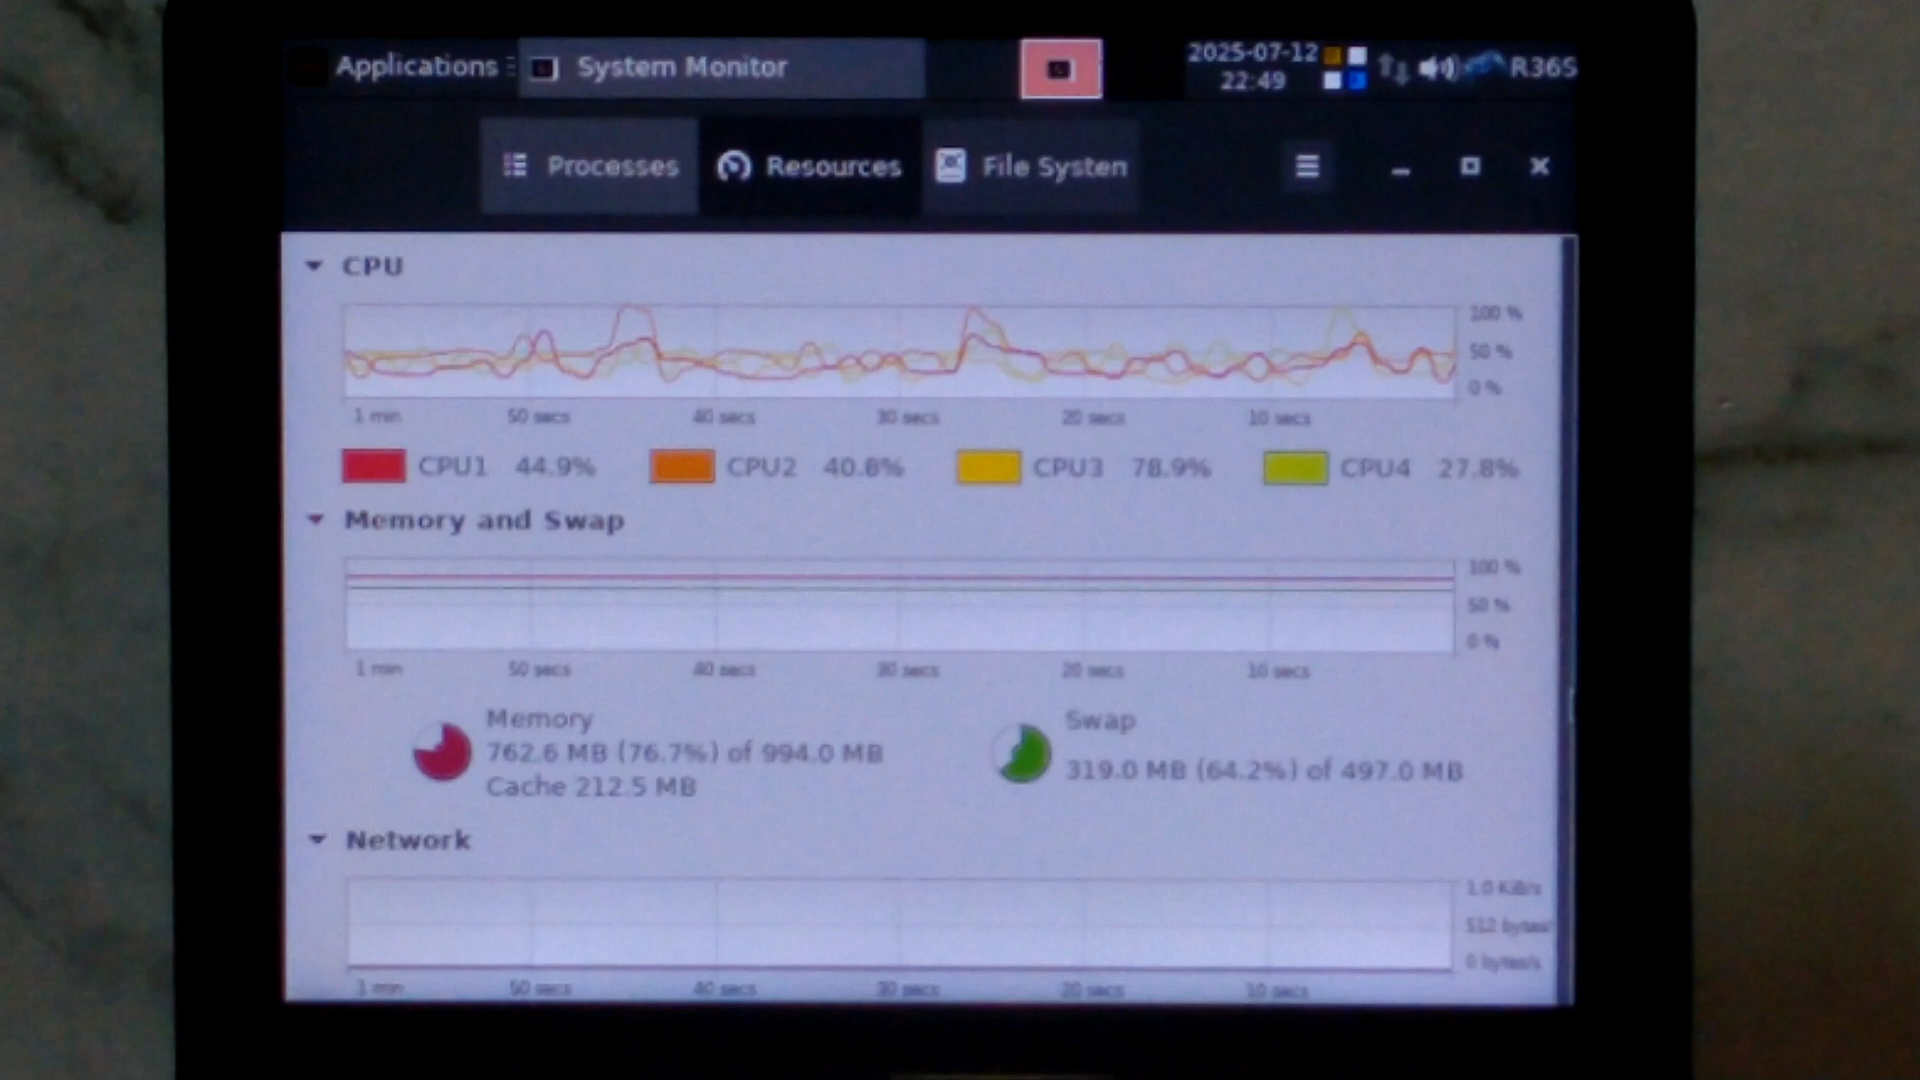 Applications
System Monitor
2025-07-12
22:49
R36S
Processes
Resources
File Systen
CPU
100 %
50 %
0 %
1 min 50 secs 40 secs 30 secs 20 secs 10 secs
CPU1 44.9% CPU2 40.8% CPU3 78.9% CPU4 27.8%
Memory and Swap
100 %
50 %
0 %
1 min 50 secs 40 secs 30 secs 20 secs 10 secs
Memory
762.6 MB (76.7%) of 994.0 MB
Cache 212.5 MB
Swap
319.0 MB (64.2%) of 497.0 MB
Network
1.0 KiB/s
512 bytes/
0 bytes/s
1 min 50 secs 40 secs 30 secs 20 secs 10 secs